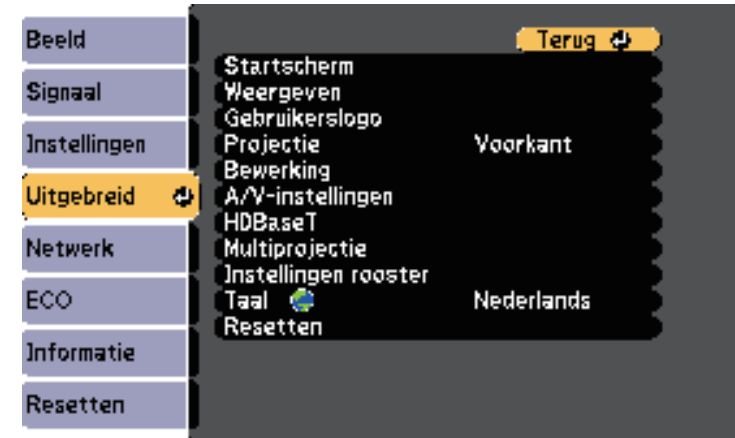 Beeld
Signaal
Instellingen
Uitgebreid
Netwerk
ECO
Informatie
Resetten
Terug
Startscherm
Weergeven
Gebruikerslogo
Projectie Voorkant
Bewerking
A/V-instellingen
HDBaseT
Multiprojectie
Instellingen rooster
Taal Nederlands
Resetten